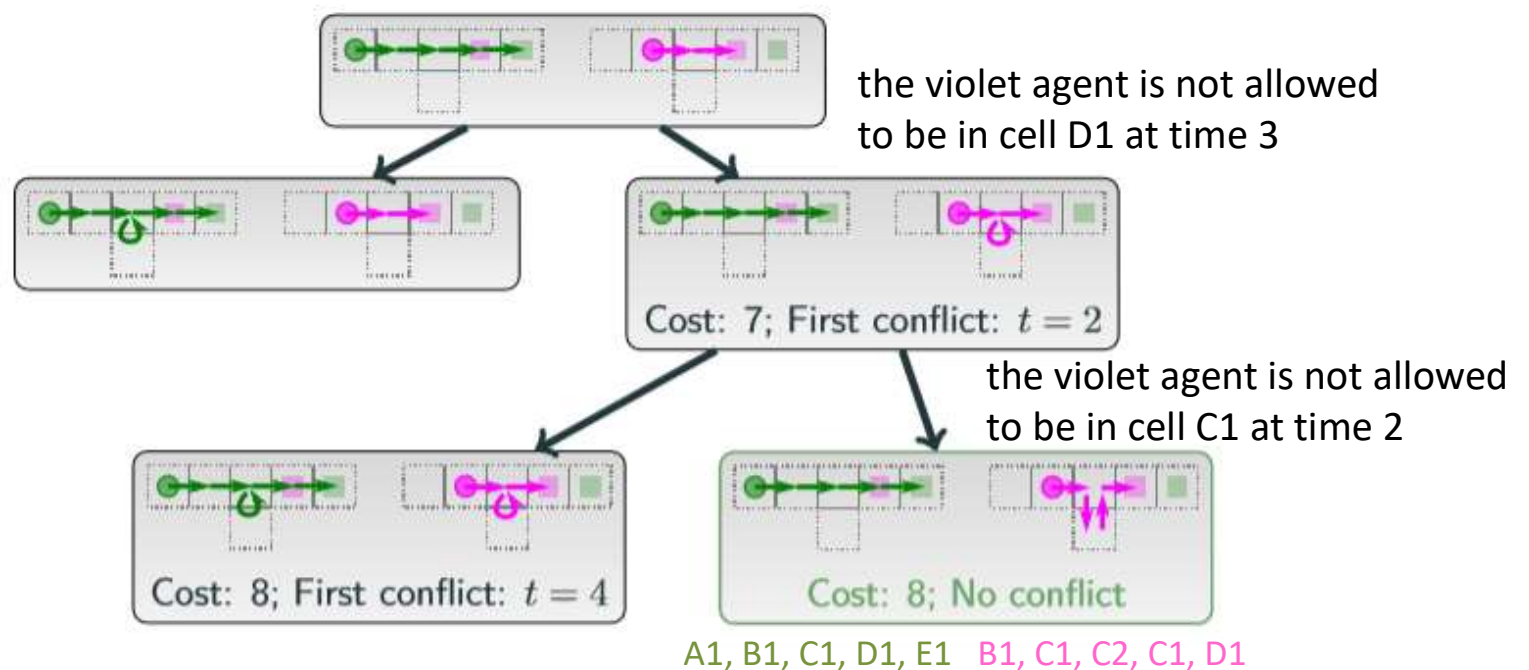 the violet agent is not allowed
to be in cell D1 at time 3
Cost: 7; First conflict: t = 2
the violet agent is not allowed
to be in cell C1 at time 2
Cost: 8; First conflict: t = 4
Cost: 8; No conflict
A1, B1, C1, D1, E1 B1, C1, C2, C1, D1